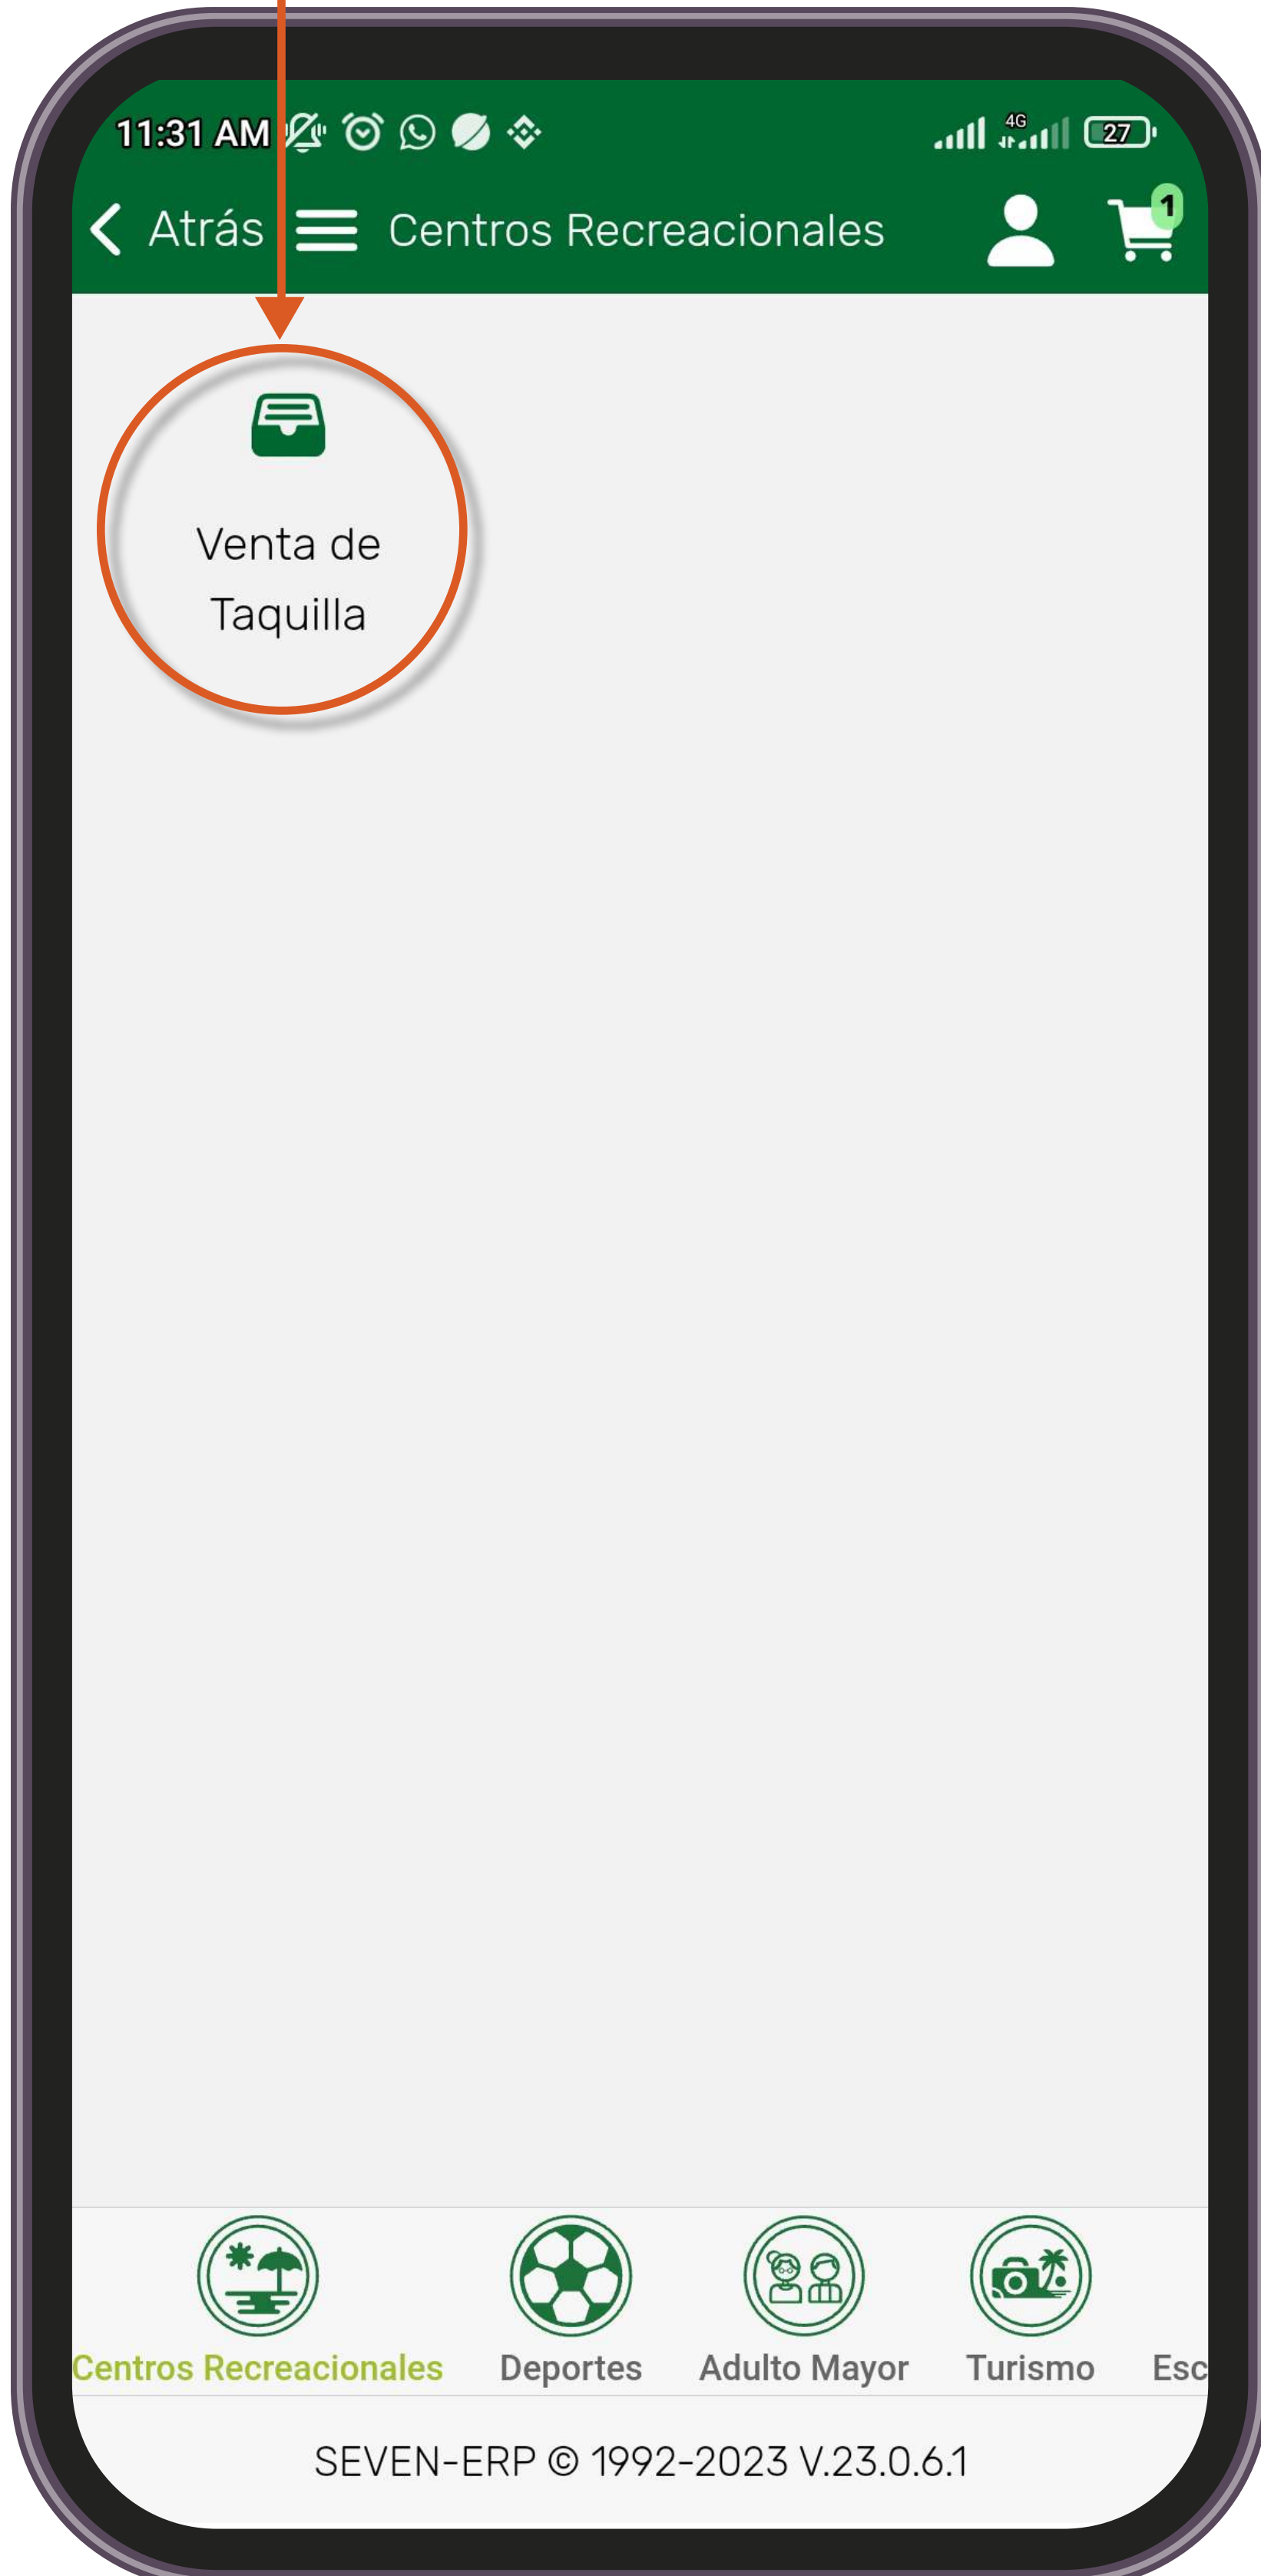 11:31 AM 4G 27
Atrás Centros Recreacionales 1
Venta de
Taquilla
Centros Recreacionales Deportes Adulto Mayor Turismo Esc
SEVEN-ERP © 1992-2023 V.23.0.6.1